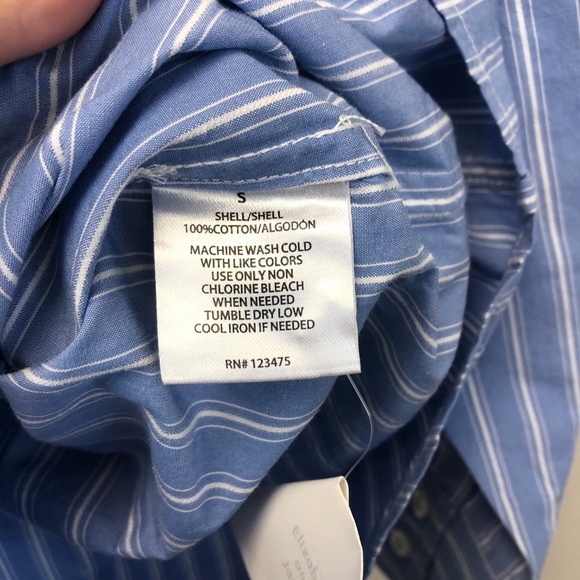 S
SHELL/SHELL
100%COTTON/ALGODÓN
MACHINE WASH COLD
WITH LIKE COLORS
USE ONLY NON
CHLORINE BLEACH
WHEN NEEDED
TUMBLE DRY LOW
COOL IRON IF NEEDED
RN# 123475